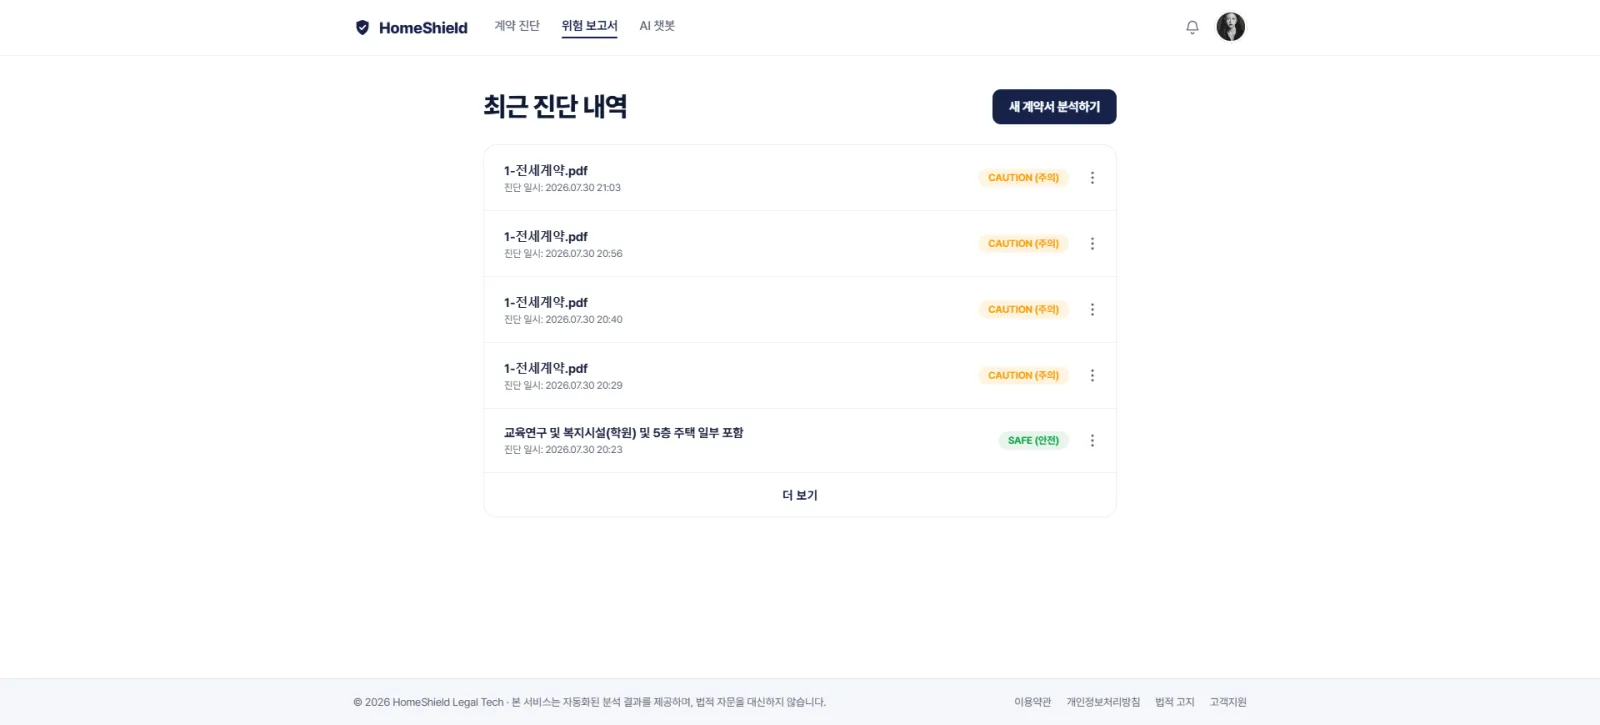 HomeShield 계약 진단 위험 보고서 AI 챗봇
최근 진단 내역
새 계약서 분석하기
1-전세계약.pdf
진단 일시: 2026.07.30 21:03
CAUTION (주의)
1-전세계약.pdf
진단 일시: 2026.07.30 20:56
CAUTION (주의)
1-전세계약.pdf
진단 일시: 2026.07.30 20:40
CAUTION (주의)
1-전세계약.pdf
진단 일시: 2026.07.30 20:29
CAUTION (주의)
교육연구 및 복지시설(학원) 및 5층 주택 일부 포함
진단 일시: 2026.07.30 20:23
SAFE (안전)
더 보기
© 2026 HomeShield Legal Tech · 본 서비스는 자동화된 분석 결과를 제공하며, 법적 자문을 대신하지 않습니다.
이용약관 개인정보처리방침 법적 고지 고객지원